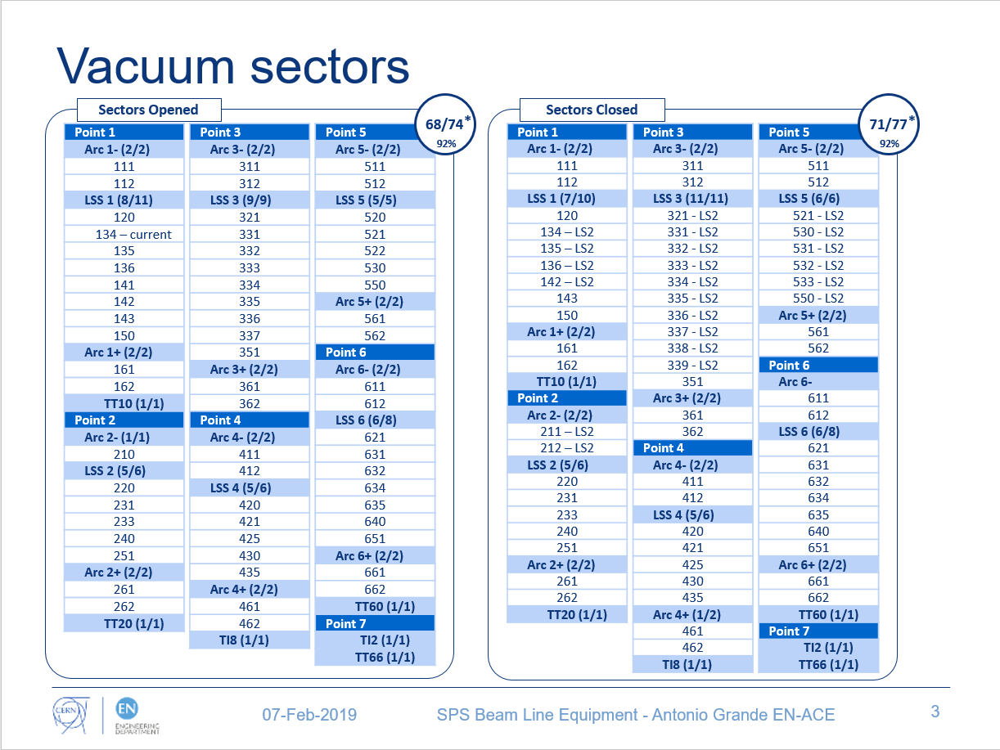 Vacuum sectors
Sectors Opened
68/74*
92%
Point 1
Arc 1- (2/2)
111
112
LSS 1 (8/11)
120
134 – current
135
136
141
142
143
150
Arc 1+ (2/2)
161
162
TT10 (1/1)
Point 2
Arc 2- (1/1)
210
LSS 2 (5/6)
220
231
233
240
251
Arc 2+ (2/2)
261
262
TT20 (1/1)
Point 3
Arc 3- (2/2)
311
312
LSS 3 (9/9)
321
331
332
333
334
335
336
337
351
Arc 3+ (2/2)
361
362
Point 4
Arc 4- (2/2)
411
412
LSS 4 (5/6)
420
421
425
430
435
Arc 4+ (2/2)
461
462
TI8 (1/1)
Point 5
Arc 5- (2/2)
511
512
LSS 5 (5/5)
520
521
522
530
550
Arc 5+ (2/2)
561
562
Point 6
Arc 6- (2/2)
611
612
LSS 6 (6/8)
621
631
632
634
635
640
651
Arc 6+ (2/2)
661
662
TT60 (1/1)
Point 7
TI2 (1/1)
TT66 (1/1)
Sectors Closed
71/77*
92%
Point 1
Arc 1- (2/2)
111
112
LSS 1 (7/10)
120
134 – LS2
135 – LS2
136 – LS2
142 – LS2
143
150
Arc 1+ (2/2)
161
162
TT10 (1/1)
Point 2
Arc 2- (2/2)
211 – LS2
212 – LS2
LSS 2 (5/6)
220
231
233
240
251
Arc 2+ (2/2)
261
262
TT20 (1/1)
Point 3
Arc 3- (2/2)
311
312
LSS 3 (11/11)
321 - LS2
331 - LS2
332 - LS2
333 - LS2
334 - LS2
335 - LS2
336 - LS2
337 - LS2
338 - LS2
339 - LS2
351
Arc 3+ (2/2)
361
362
Point 4
Arc 4- (2/2)
411
412
LSS 4 (5/6)
420
421
425
430
435
Arc 4+ (1/2)
461
462
TI8 (1/1)
Point 5
Arc 5- (2/2)
511
512
LSS 5 (6/6)
521 - LS2
530 - LS2
531 - LS2
532 - LS2
533 - LS2
550 - LS2
Arc 5+ (2/2)
561
562
Point 6
Arc 6-
611
612
LSS 6 (6/8)
621
631
632
634
635
640
651
Arc 6+ (2/2)
661
662
TT60 (1/1)
Point 7
TI2 (1/1)
TT66 (1/1)
CERN
EN
ENGINEERING
DEPARTMENT
07-Feb-2019
SPS Beam Line Equipment - Antonio Grande EN-ACE
3